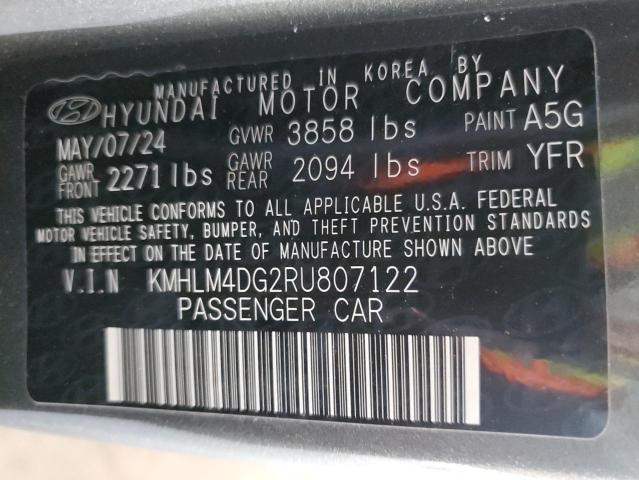 MANUFACTURED IN KOREA BY
HYUNDAI MOTOR COMPANY
MAY/07/24 GVWR 3858 lbs PAINT A5G
GAWR FRONT 2271 lbs GAWR REAR 2094 lbs TRIM YFR
THIS VEHICLE CONFORMS TO ALL APPLICABLE U.S.A. FEDERAL
MOTOR VEHICLE SAFETY, BUMPER, AND THEFT PREVENTION STANDARDS
IN EFFECT ON THE DATE OF MANUFACTURE SHOWN ABOVE
V.I.N KMHLM4DG2RU807122
PASSENGER CAR